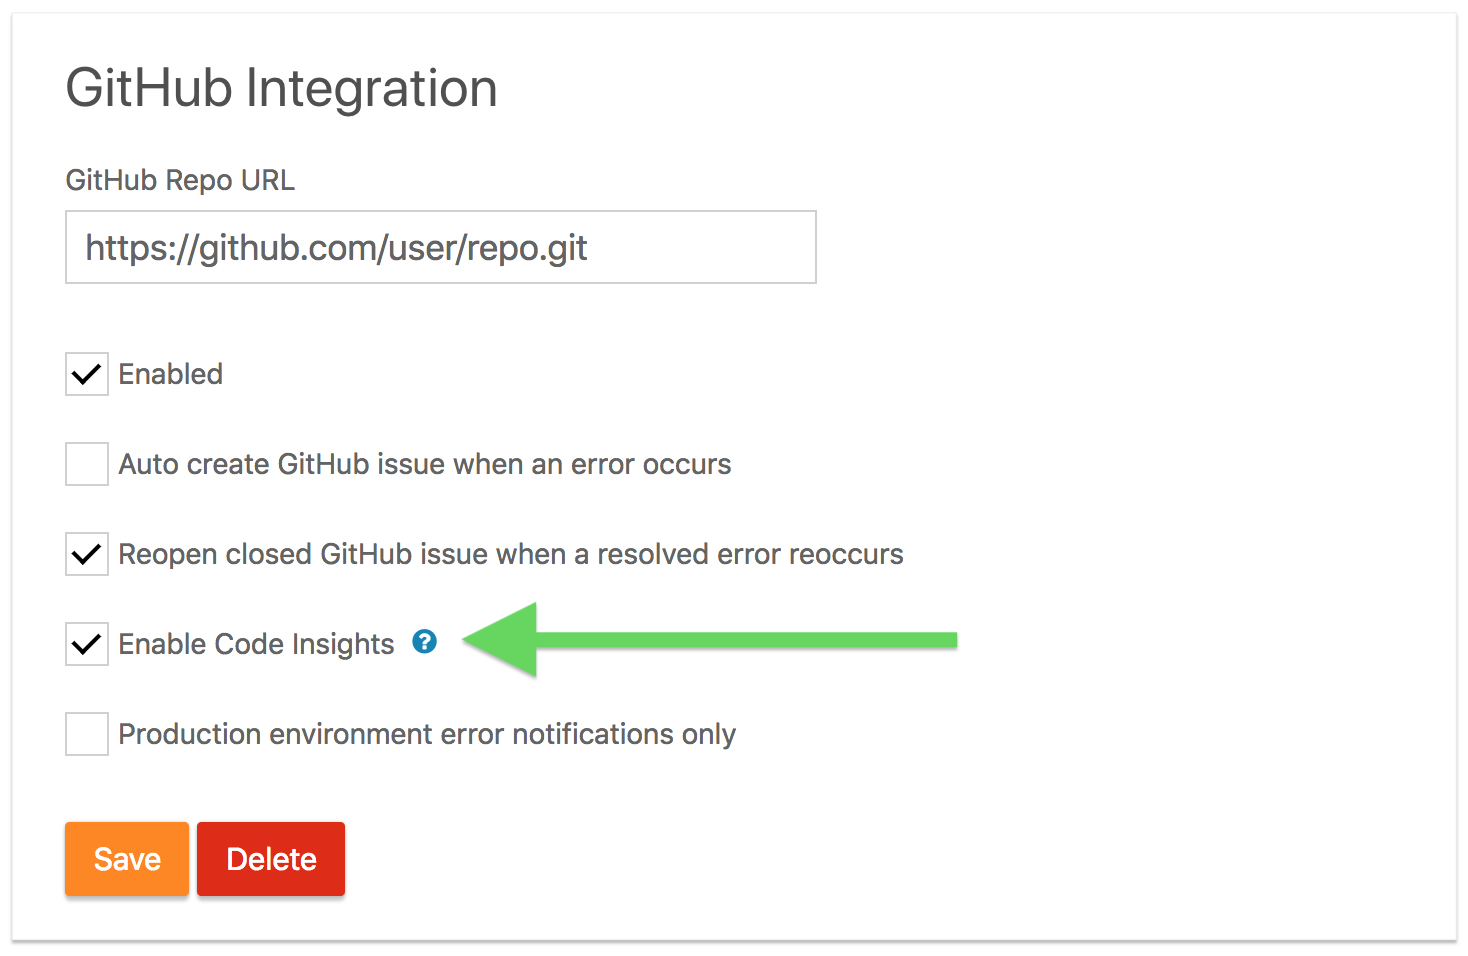 GitHub Integration
GitHub Repo URL
https://github.com/user/repo.git
Enabled
Auto create GitHub issue when an error occurs
Reopen closed GitHub issue when a resolved error reoccurs
Enable Code Insights ?
Production environment error notifications only
Save Delete